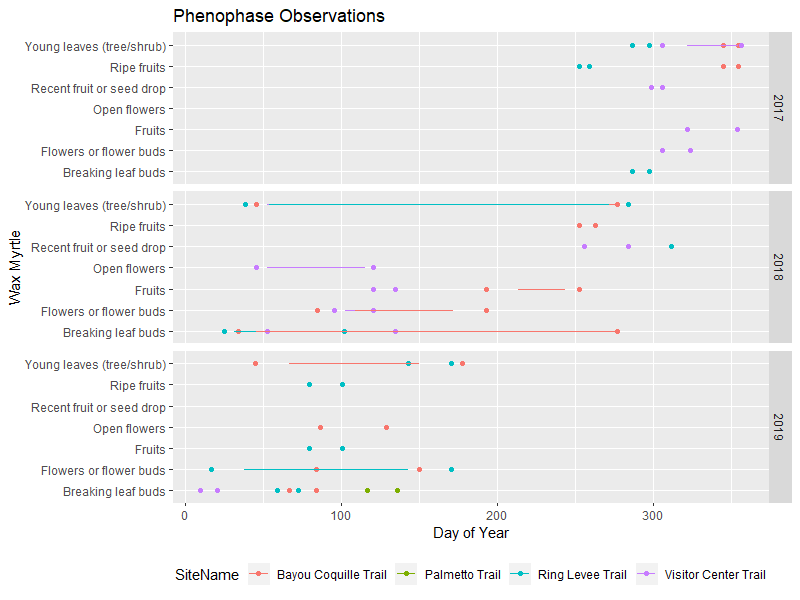 Phenophase Observations
Wax Myrtle
Young leaves (tree/shrub)
Ripe fruits
Recent fruit or seed drop
Open flowers
Fruits
Flowers or flower buds
Breaking leaf buds
2017
Young leaves (tree/shrub)
Ripe fruits
Recent fruit or seed drop
Open flowers
Fruits
Flowers or flower buds
Breaking leaf buds
2018
Young leaves (tree/shrub)
Ripe fruits
Recent fruit or seed drop
Open flowers
Fruits
Flowers or flower buds
Breaking leaf buds
2019
0 100 200 300
Day of Year
SiteName Bayou Coquille Trail Palmetto Trail Ring Levee Trail Visitor Center Trail